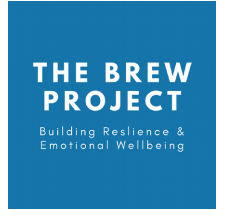 THE BREW
PROJECT
Building Reslience &
Emotional Wellbeing